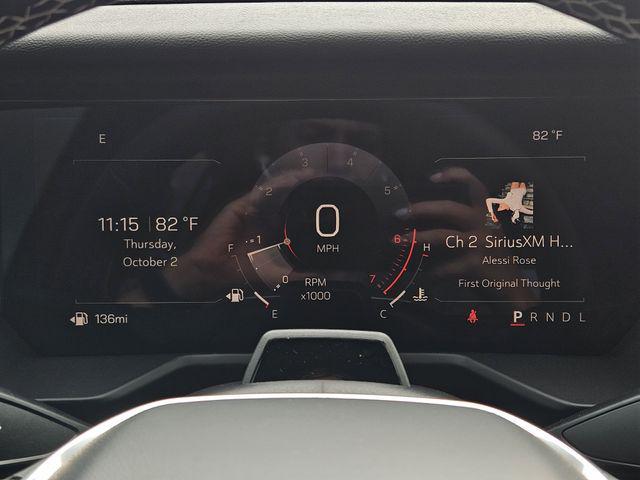 E
82 °F
3
4
2
5
11:15 | 82 °F
Thursday,
October 2
0
MPH
F
1
6
H
Ch 2 SiriusXM H...
Alessi Rose
First Original Thought
0
RPM
x1000
7
E
C
136mi
P R N D L